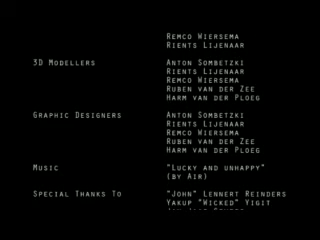 Remco Wiersema
Rients Lijenaar
3D Modellers Anton Sombetzki
Rients Lijenaar
Remco Wiersema
Ruben van der Zee
Harm van der Ploeg
Graphic Designers Anton Sombetzki
Rients Lijenaar
Remco Wiersema
Ruben van der Zee
Harm van der Ploeg
Music "Lucky and unhappy"
(by Air)
Special Thanks To "John" Lennert Reinders
Yakup "Wicked" Yigit